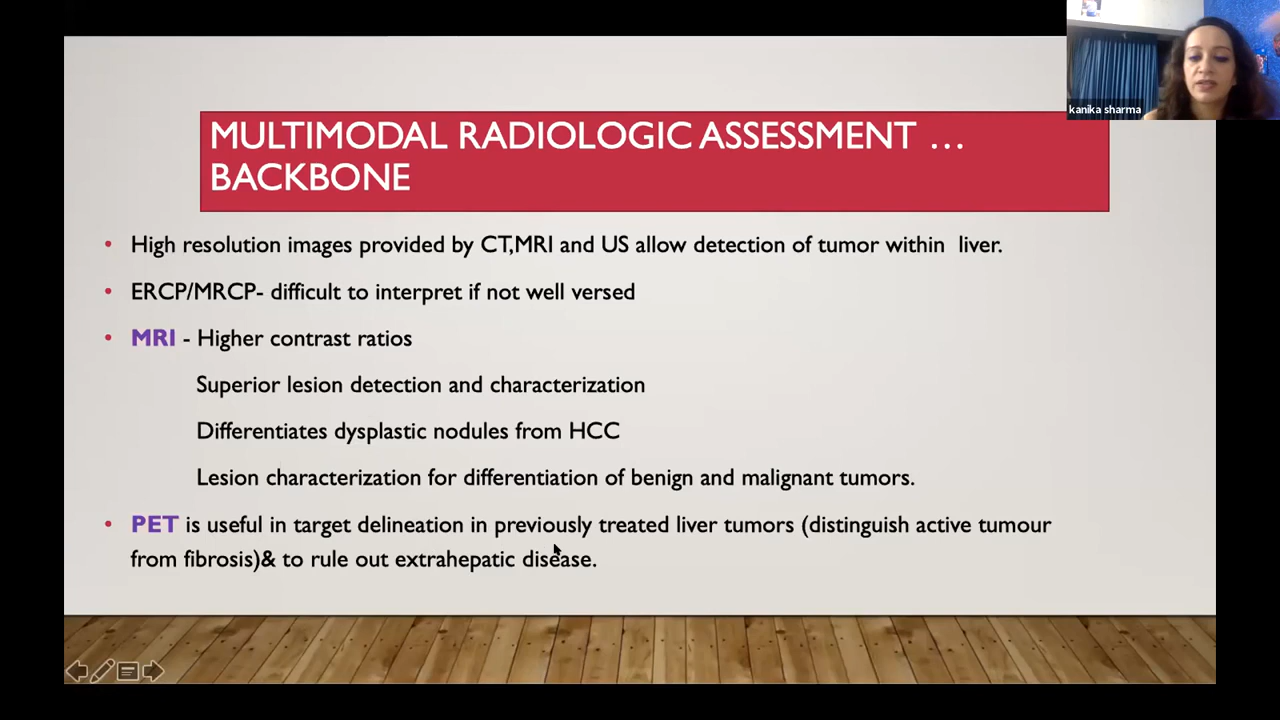 kanika sharma
MULTIMODAL RADIOLOGIC ASSESSMENT …
BACKBONE
• High resolution images provided by CT,MRI and US allow detection of tumor within liver.
• ERCP/MRCP- difficult to interpret if not well versed
• MRI - Higher contrast ratios
Superior lesion detection and characterization
Differentiates dysplastic nodules from HCC
Lesion characterization for differentiation of benign and malignant tumors.
• PET is useful in target delineation in previously treated liver tumors (distinguish active tumour
from fibrosis)& to rule out extrahepatic disease.